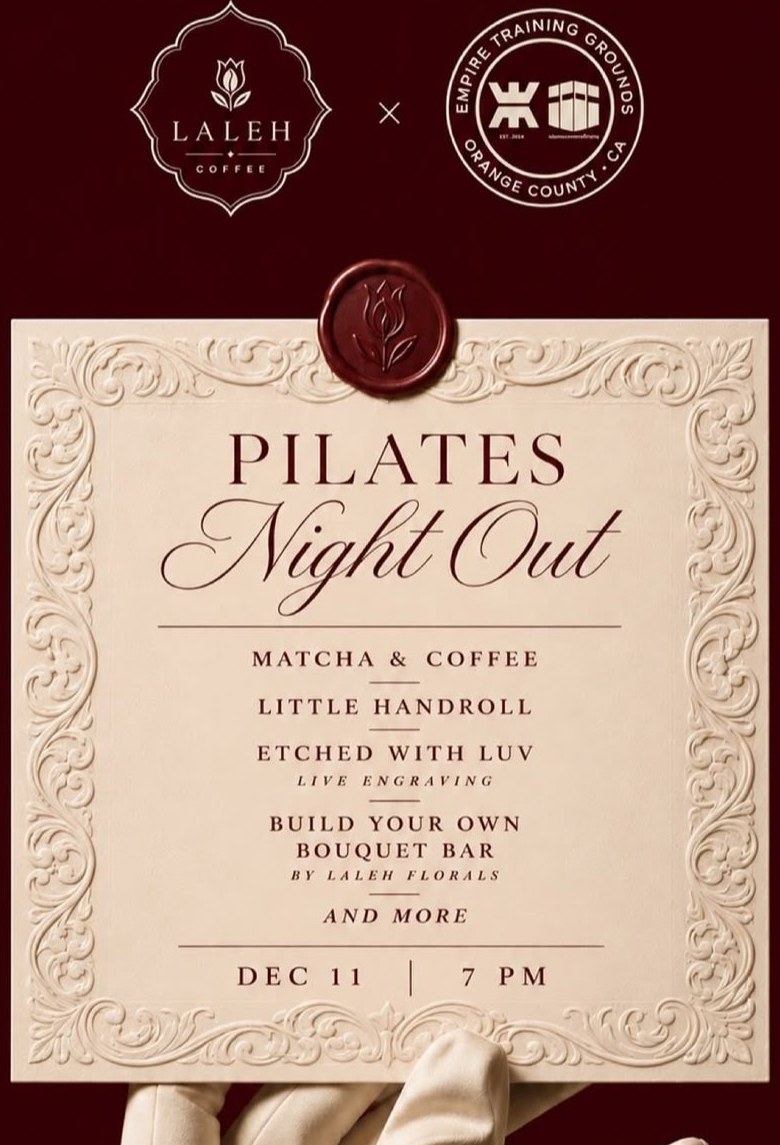 LALEH
COFFEE
×
EMPIRE TRAINING GROUNDS
EST. 2024
ORANGE COUNTY • CA
PILATES
Night Out
MATCHA & COFFEE
LITTLE HANDROLL
ETCHED WITH LUV
LIVE ENGRAVING
BUILD YOUR OWN
BOUQUET BAR
BY LALEH FLORALS
AND MORE
DEC 11 | 7 PM